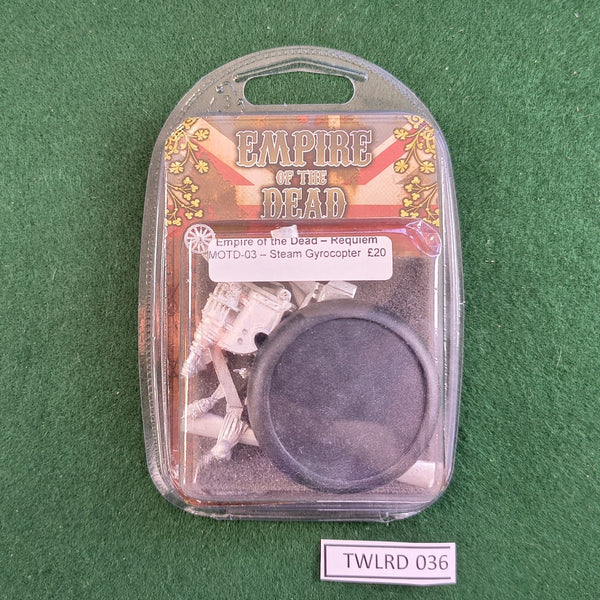 EMPIRE
OF THE
DEAD
Empire of the Dead – Requiem
MOTD-03 – Steam Gyrocopter £20
TWLRD 036